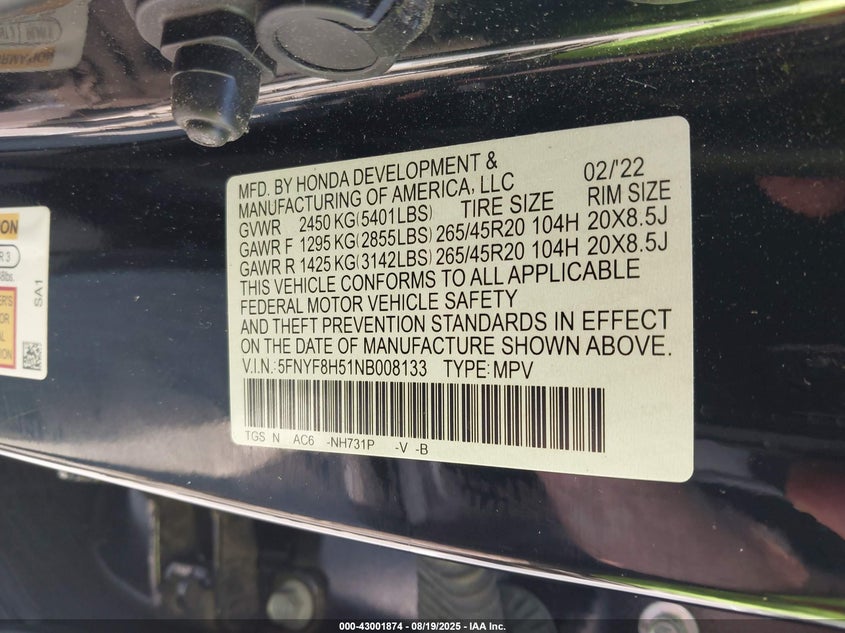 MFD. BY HONDA DEVELOPMENT & 02/'22
MANUFACTURING OF AMERICA, LLC
GVWR 2450 KG(5401LBS) TIRE SIZE RIM SIZE
GAWR F 1295 KG(2855LBS) 265/45R20 104H 20X8.5J
GAWR R 1425 KG(3142LBS) 265/45R20 104H 20X8.5J
THIS VEHICLE CONFORMS TO ALL APPLICABLE
FEDERAL MOTOR VEHICLE SAFETY
AND THEFT PREVENTION STANDARDS IN EFFECT
ON THE DATE OF MANUFACTURE SHOWN ABOVE.
V.I.N.:5FNYF8H51NB008133 TYPE:MPV
TGS N AC6 -NH731P -V -B
SA1
000-43001874 - 08/19/2025 - IAA Inc.